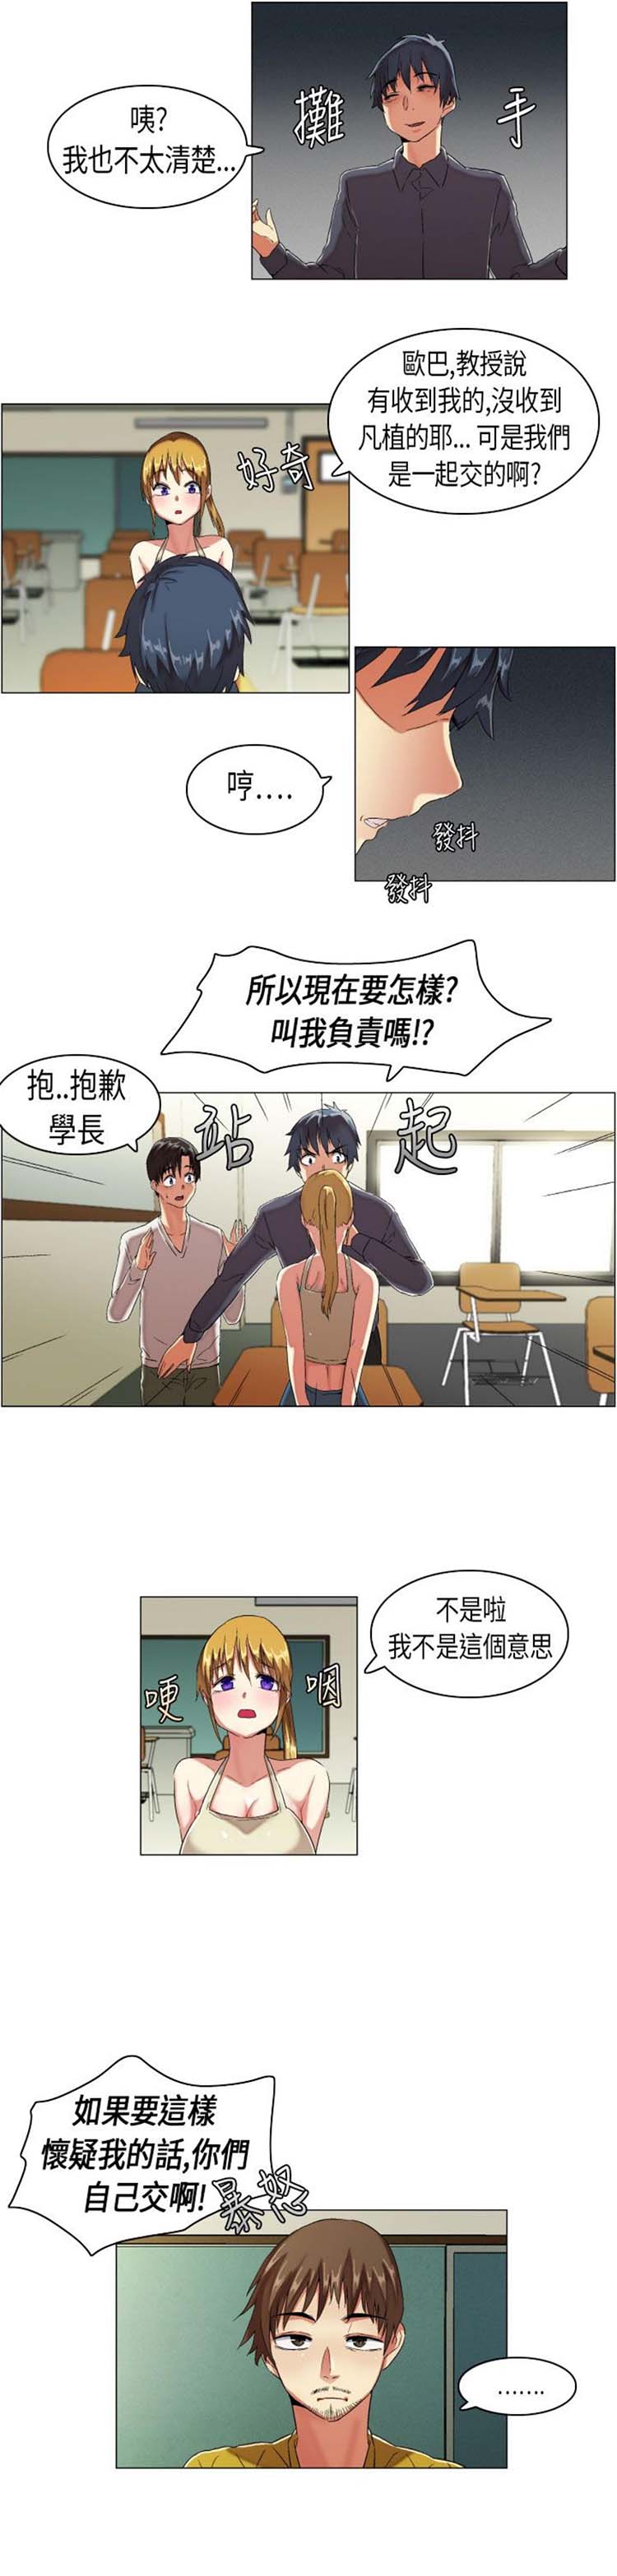 咦?
我也不太清楚...
攤手
歐巴,教授說
有收到我的,沒收到
凡植的耶... 可是我們
是一起交的啊?
好奇
哼....
發抖
發抖
所以現在要怎樣?
叫我負責嗎!?
抱..抱歉
學長
站起
不是啦
我不是這個意思
哽咽
如果要這樣
懷疑我的話,你們
自己交啊!
暴怒
.......